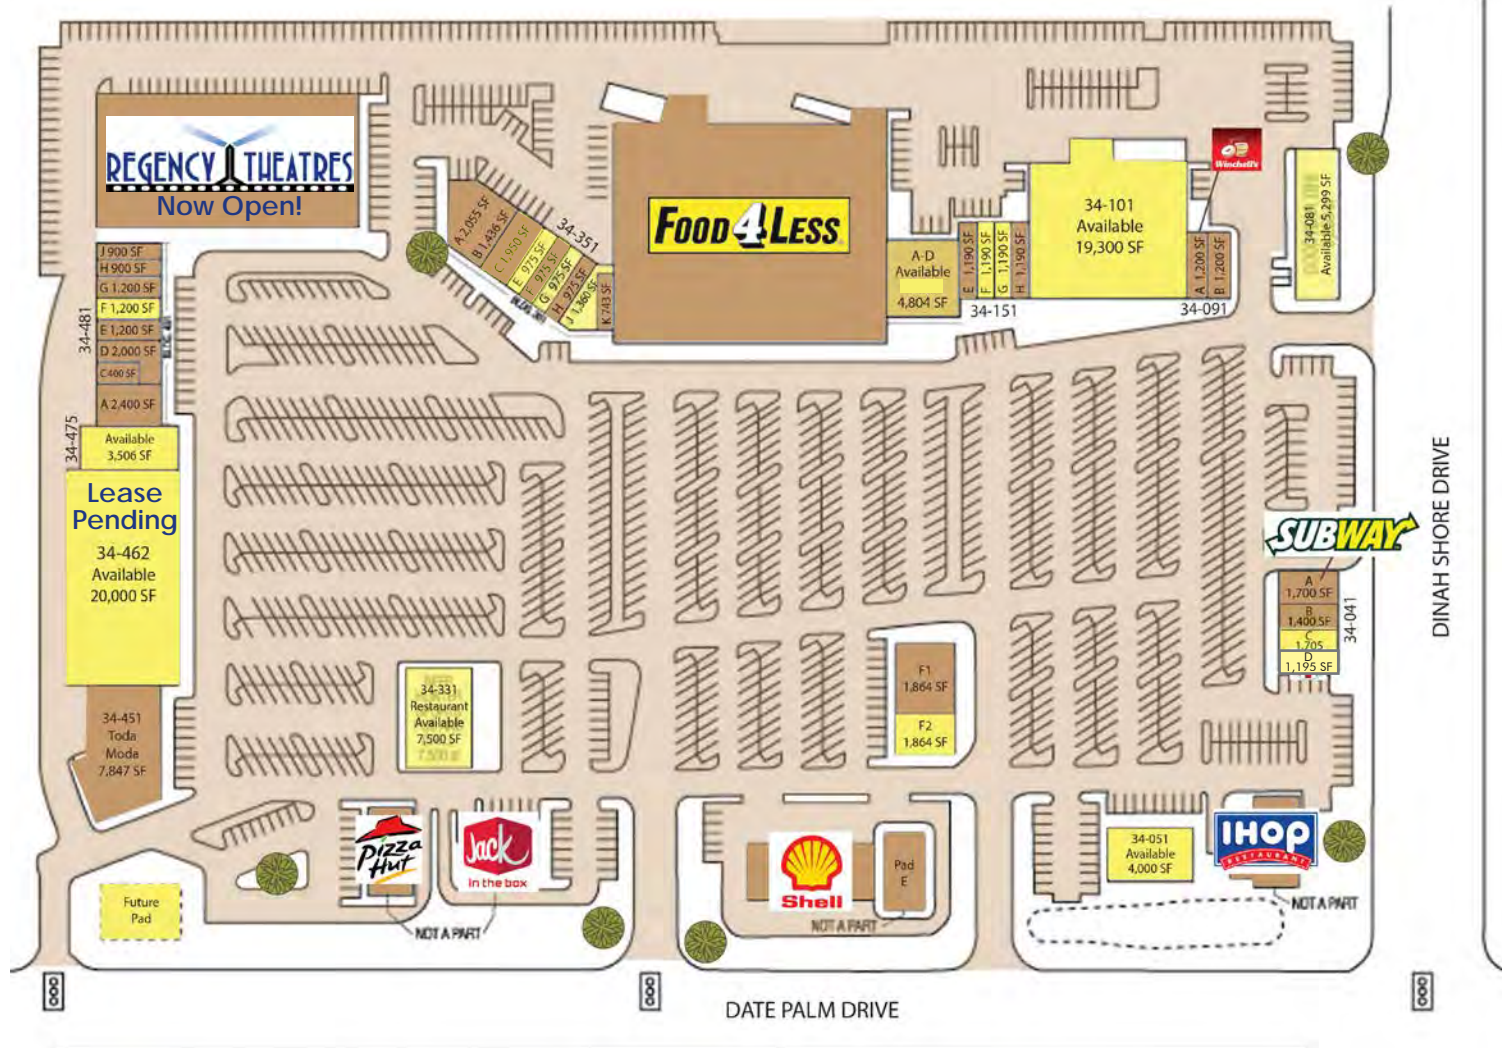 REGENCY THEATRES
Now Open!
J 900 SF
H 900 SF
G 1,200 SF
F 1,200 SF
E 1,200 SF
D 2,000 SF
C 400 SF
A 2,400 SF
34-481
34-475
Available
3,506 SF
Lease
Pending
34-462
Available
20,000 SF
34-451
Toda
Moda
7,847 SF
A 2,055 SF
B 1,436 SF
C 1,950 SF
E 975 SF
F 975 SF
G 975 SF
H 975 SF
J 1,360 SF
K 743 SF
34-351
FOOD 4 LESS
A-D
Available
4,804 SF
E 1,190 SF
F 1,190 SF
G 1,190 SF
H 1,190 SF
34-151
34-101
Available
19,300 SF
Winchell's
A 1,200 SF
B 1,200 SF
34-091
34-081
Available 5,299 SF
SUBWAY
A
1,700 SF
B
1,400 SF
C
1,705
D
1,195 SF
34-041
DINAH SHORE DRIVE
34-331
Restaurant
Available
7,500 SF
F1
1,864 SF
F2
1,864 SF
Pizza
Hut
Jack
in the box
NOT A PART
Shell
Pad
E
NOT A PART
34-051
Available
4,000 SF
IHOP
RESTAURANT
NOT A PART
Future
Pad
DATE PALM DRIVE